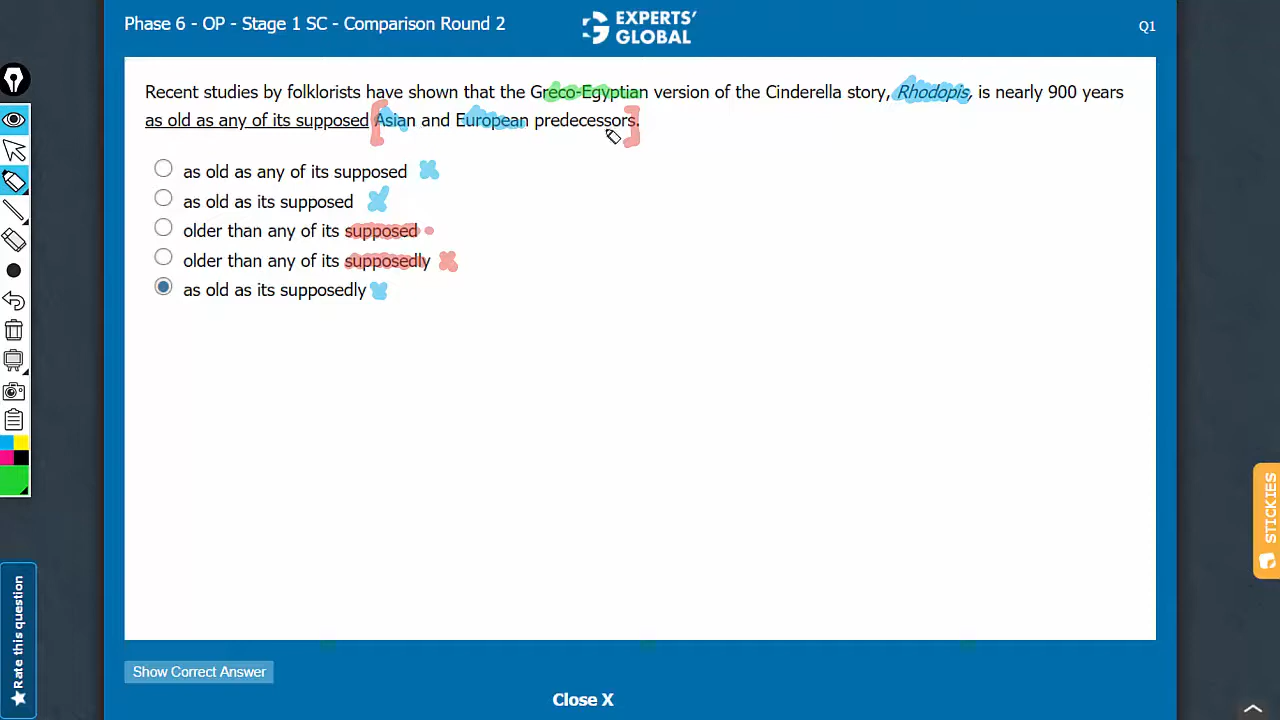 Phase 6 - OP - Stage 1 SC - Comparison Round 2
EXPERTS'
GLOBAL
Q1
Recent studies by folklorists have shown that the Greco-Egyptian version of the Cinderella story, Rhodopis, is nearly 900 years
as old as any of its supposed Asian and European predecessors.
as old as any of its supposed
as old as its supposed
older than any of its supposed
older than any of its supposedly
as old as its supposedly
STICKIES
Rate this question
Show Correct Answer
Close X